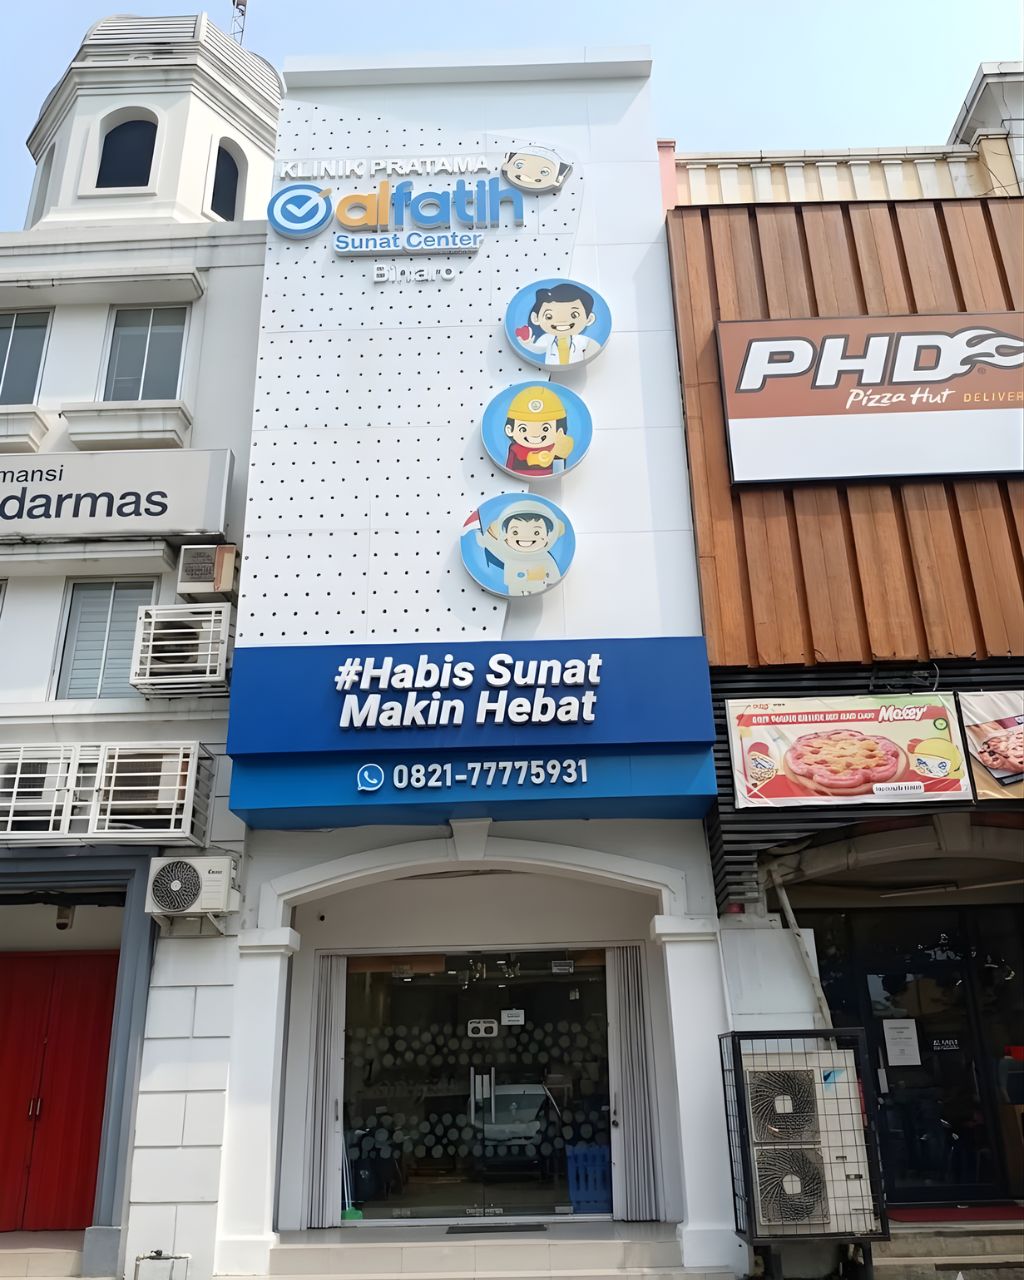 KLINIK PRATAMA
alfatih
Sunat Center
Bintaro
mansi
darmas
PHD
Pizza Hut DELIVER
#Habis Sunat
Makin Hebat
0821-77775931